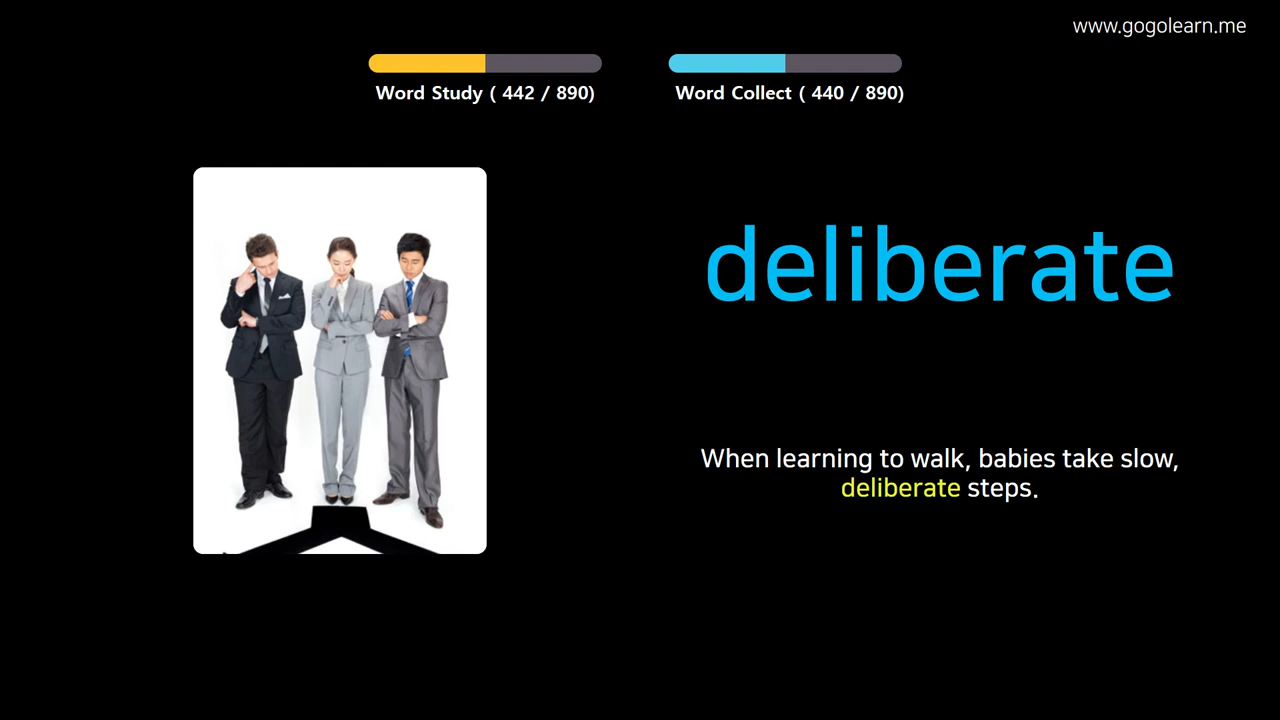 www.gogolearn.me
Word Study ( 442 / 890)
Word Collect ( 440 / 890)
deliberate
When learning to walk, babies take slow,
deliberate steps.